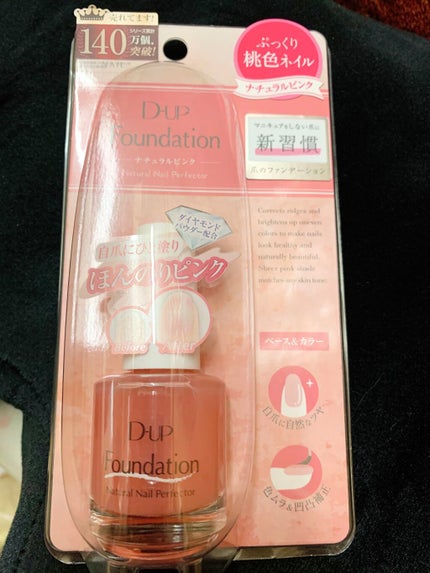 売れてます!
シリーズ累計
140万個。突破!
ぷっくり
桃色ネイル
ナチュラルピンク
D-UP
Foundation
ナチュラルピンク
Natural Nail Perfector
マニキュアをしない爪に
新習慣
爪のファンデーション
Corrects ridges and
brightens up uneven
colors to make nails
look healthy and
naturally beautiful.
Sheer pink shade
matches any skin tone.
ダイヤモンド
パウダー配合
自爪にひと塗り
ほんのりピンク
Before
After
ベース&カラー
自爪に自然なツヤ
色ムラ&凹凸補正
D-UP
Foundation
Natural Nail Perfector